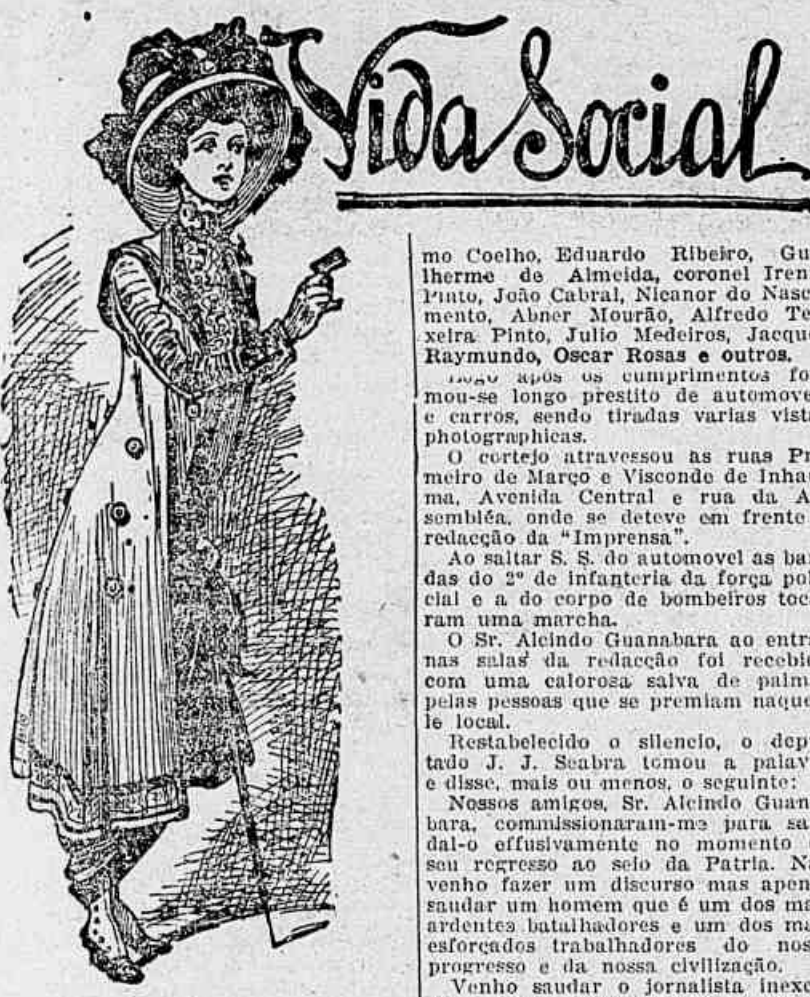 Vida Social
mo Coelho, Eduardo Ribeiro, Gu
lherme de Almeida, coronel Iren
Pinto, João Cabral, Nicanor do Nasc
mento, Abner Mourão, Alfredo Te
xeira Pinto, Julio Medeiros, Jacqu
Raymundo, Oscar Rosas e outros.
Logo após os cumprimentos fo
mou-se longo prestito de automove
e carros, sendo tiradas varias vist
photographicas.
O cortejo atravessou as ruas Pr
meiro de Março e Visconde de Inha
ma, Avenida Central e rua da A
sembléa, onde se deteve em frente
redacção da "Imprensa".
Ao saltar S. S. do automovel as ba
das do 2º de infanteria da força pol
cial e a do corpo de bombeiros toc
ram uma marcha.
O Sr. Alcindo Guanabara ao entr
nas salas da redacção foi recebi
com uma calorosa salva de palm
pelas pessoas que se premiam naque
le local.
Restabelecido o silencio, o dep
tado J. J. Seabra tomou a palav
e disse, mais ou menos, o seguinte:
Nossos amigos, Sr. Alcindo Guan
bara, commissionaram-me para sa
dal-o effusivamente no momento
seu regresso ao seio da Patria. N
venho fazer um discurso mas apen
saudar um homem que é um dos ma
ardentes batalhadores e um dos ma
esforçados trabalhadores do nos
progresso e da nossa civilização.
Venho saudar o jornalista inex